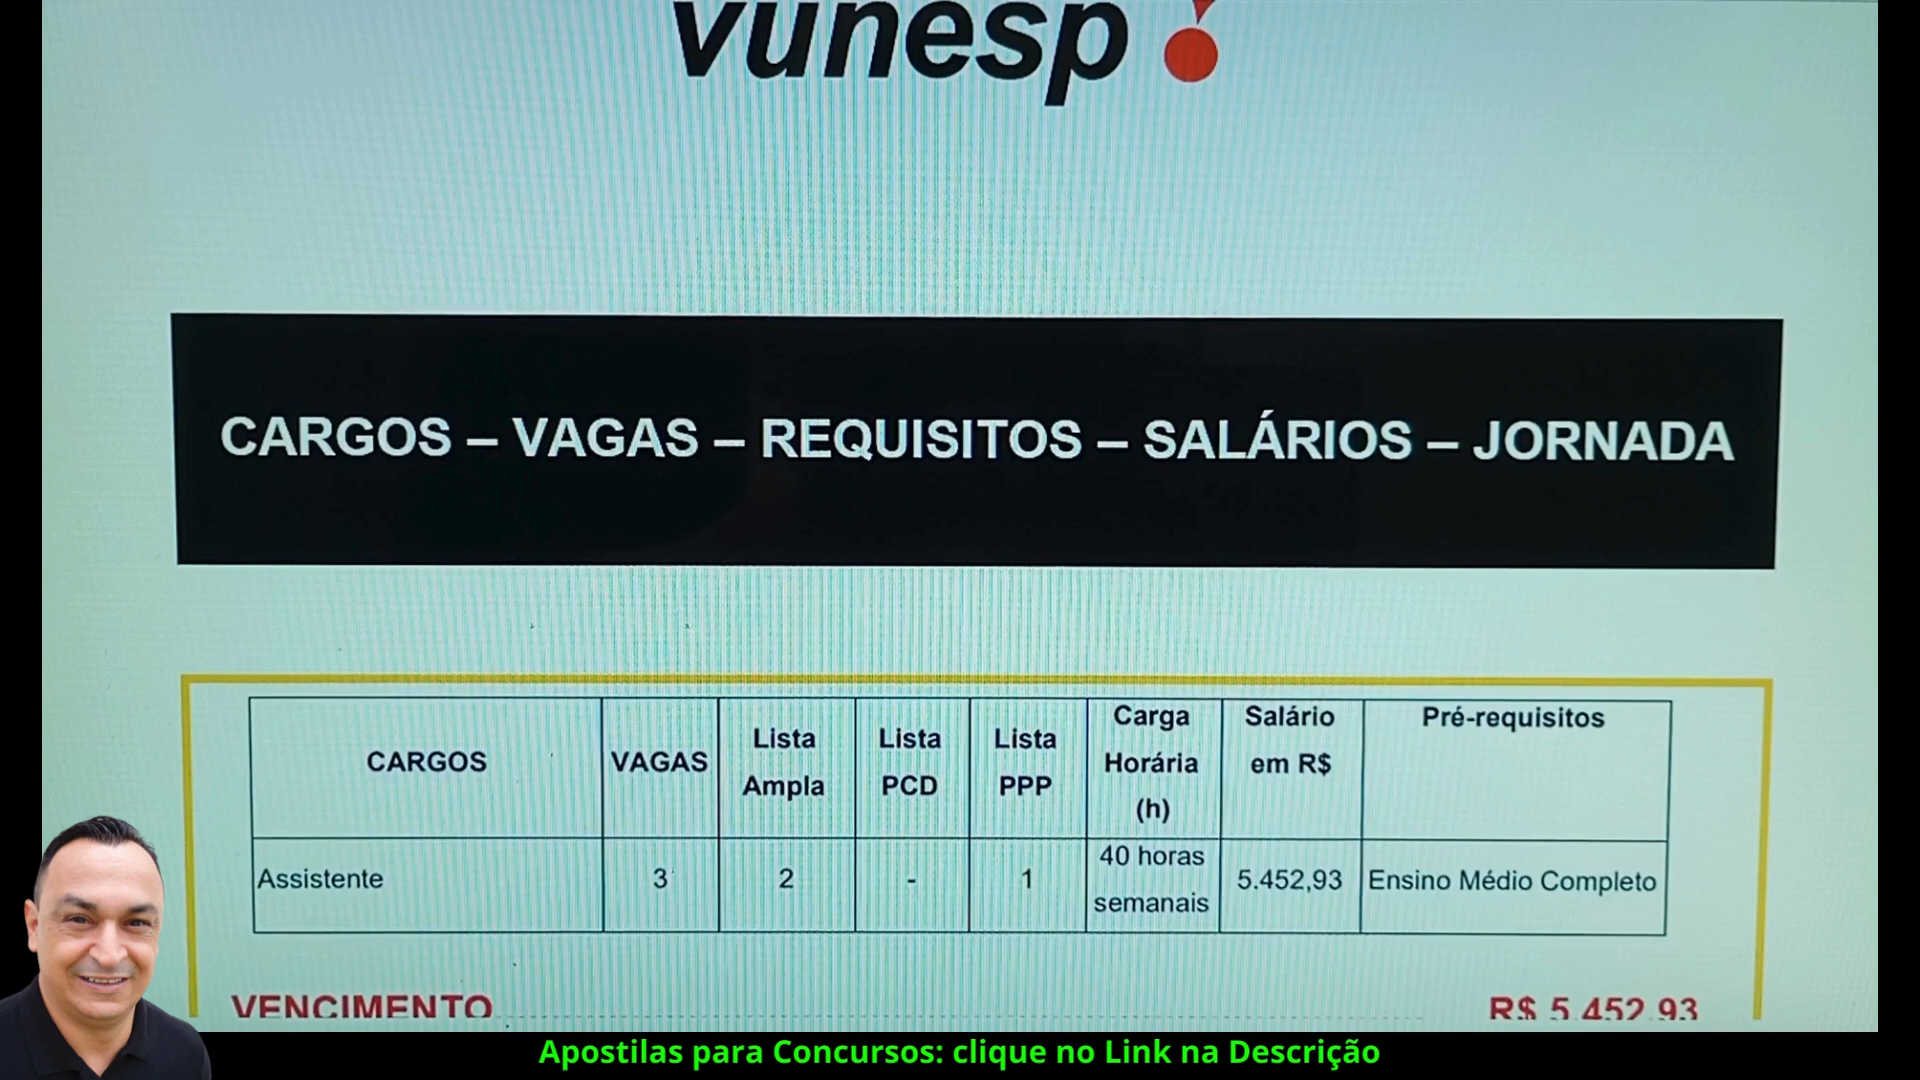 vunesp
CARGOS – VAGAS – REQUISITOS – SALÁRIOS – JORNADA
CARGOS VAGAS Lista Ampla Lista PCD Lista PPP Carga Horária (h) Salário em R$ Pré-requisitos
Assistente 3 2 - 1 40 horas semanais 5.452,93 Ensino Médio Completo
VENCIMENTO R$ 5.452,93
Apostilas para Concursos: clique no Link na Descrição